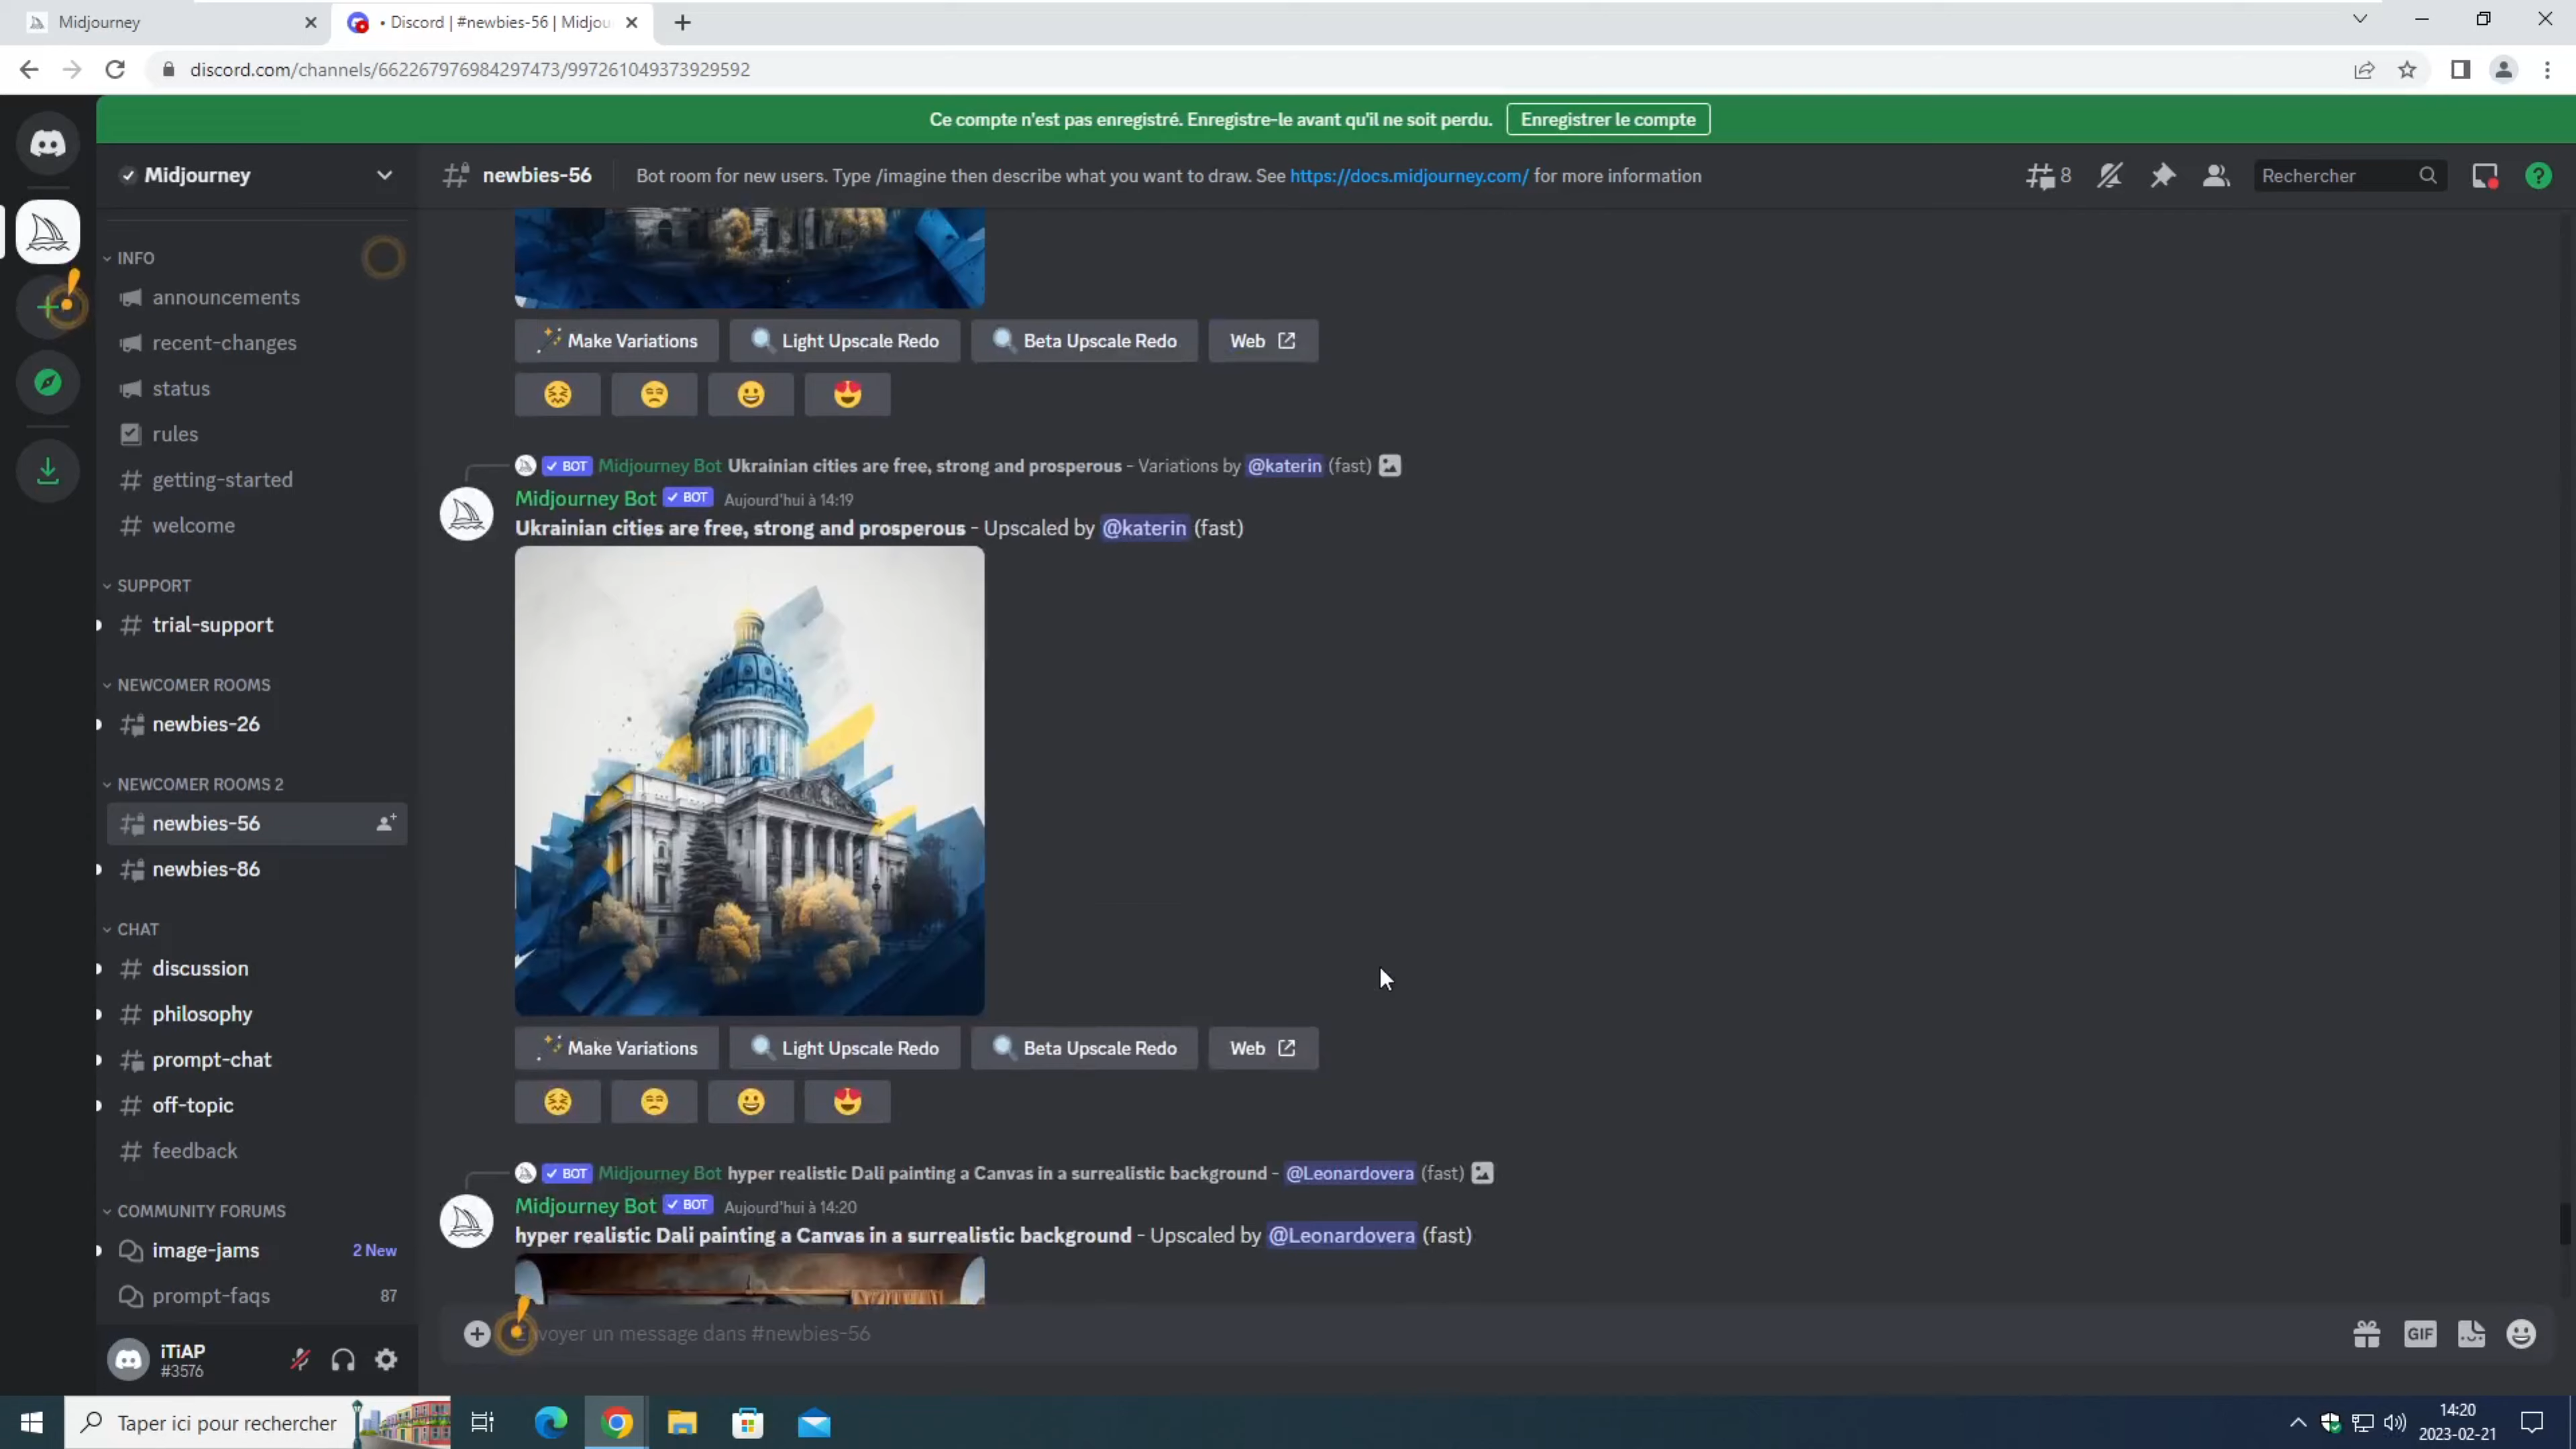 Midjourney
• Discord | #newbies-56 | Midjou
discord.com/channels/662267976984297473/997261049373929592
Ce compte n'est pas enregistré. Enregistre-le avant qu'il ne soit perdu.
Enregistrer le compte
Midjourney
newbies-56
Bot room for new users. Type /imagine then describe what you want to draw. See https://docs.midjourney.com/ for more information
8
Rechercher
INFO
announcements
recent-changes
status
rules
getting-started
welcome
SUPPORT
trial-support
NEWCOMER ROOMS
newbies-26
NEWCOMER ROOMS 2
newbies-56
newbies-86
CHAT
discussion
philosophy
prompt-chat
off-topic
feedback
COMMUNITY FORUMS
image-jams 2 New
prompt-faqs 87
iTiAP
#3576
Make Variations Light Upscale Redo Beta Upscale Redo Web
BOT Midjourney Bot Ukrainian cities are free, strong and prosperous - Variations by @katerin (fast)
Midjourney Bot BOT Aujourd'hui à 14:19
Ukrainian cities are free, strong and prosperous - Upscaled by @katerin (fast)
Make Variations Light Upscale Redo Beta Upscale Redo Web
BOT Midjourney Bot hyper realistic Dali painting a Canvas in a surrealistic background - @Leonardovera (fast)
Midjourney Bot BOT Aujourd'hui à 14:20
hyper realistic Dali painting a Canvas in a surrealistic background - Upscaled by @Leonardovera (fast)
un message dans #newbies-56
GIF
Taper ici pour rechercher
14:20
2023-02-21